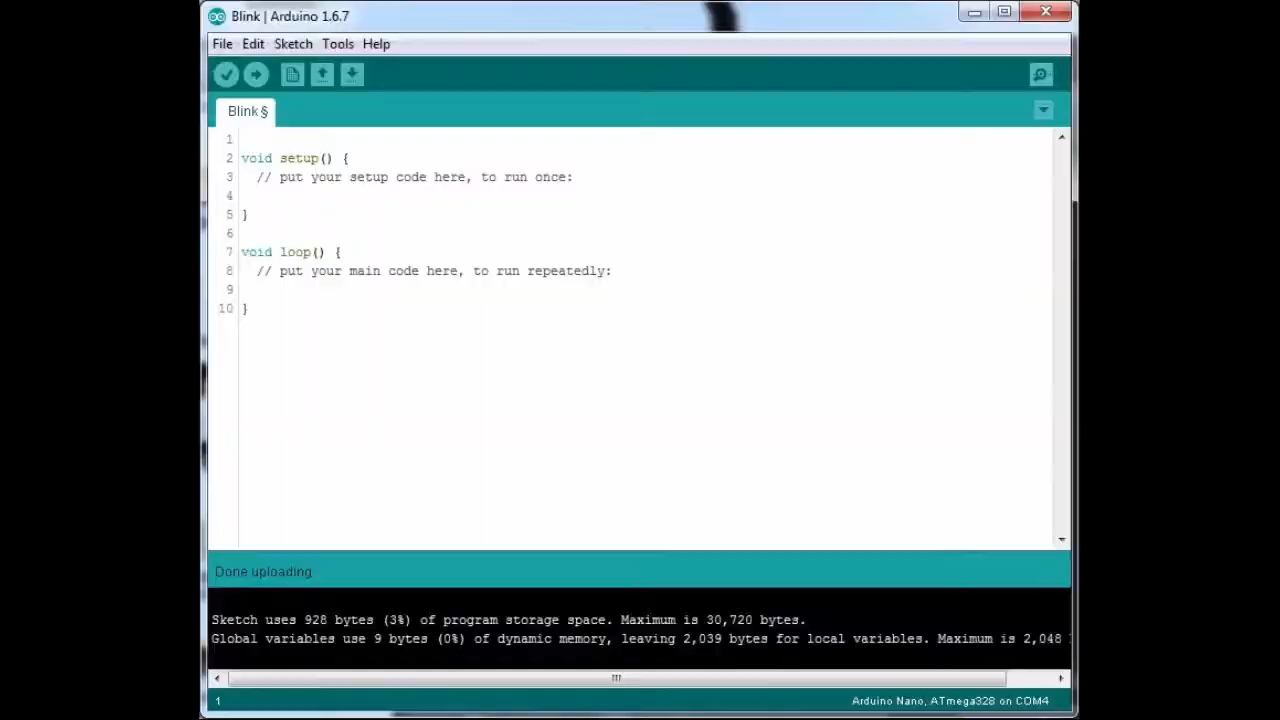 Blink | Arduino 1.6.7
File Edit Sketch Tools Help
Blink §
1
2 void setup() {
3 // put your setup code here, to run once:
4
5 }
6
7 void loop() {
8 // put your main code here, to run repeatedly:
9
10 }
Done uploading
Sketch uses 928 bytes (3%) of program storage space. Maximum is 30,720 bytes.
Global variables use 9 bytes (0%) of dynamic memory, leaving 2,039 bytes for local variables. Maximum is 2,048
1 Arduino Nano, ATmega328 on COM4